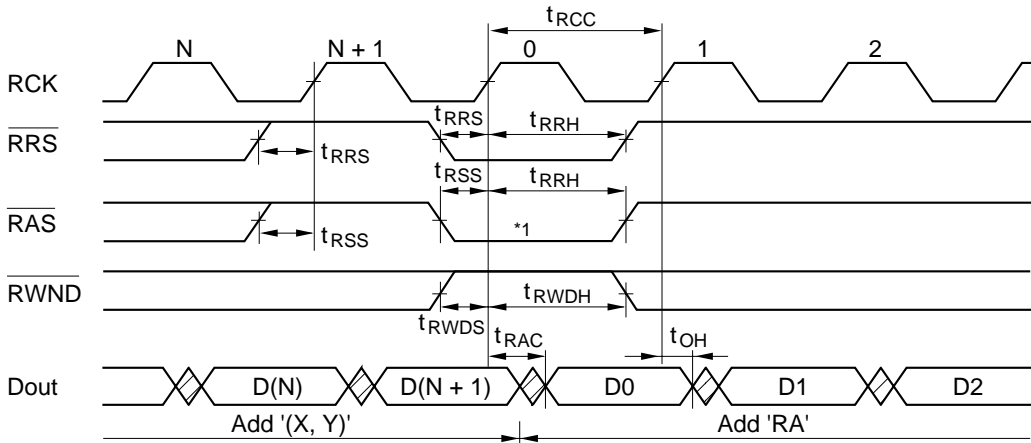 tRCC
N N + 1 0 1 2
RCK
tRRS tRRH
RRS
tRRS
tSSS tRRH
RAS
*1
tRSS
RWND
tRWDH
tRWDS
tRAC tOH
Dout D(N) D(N + 1) D0 D1 D2
Add '(X, Y)' Add 'RA'